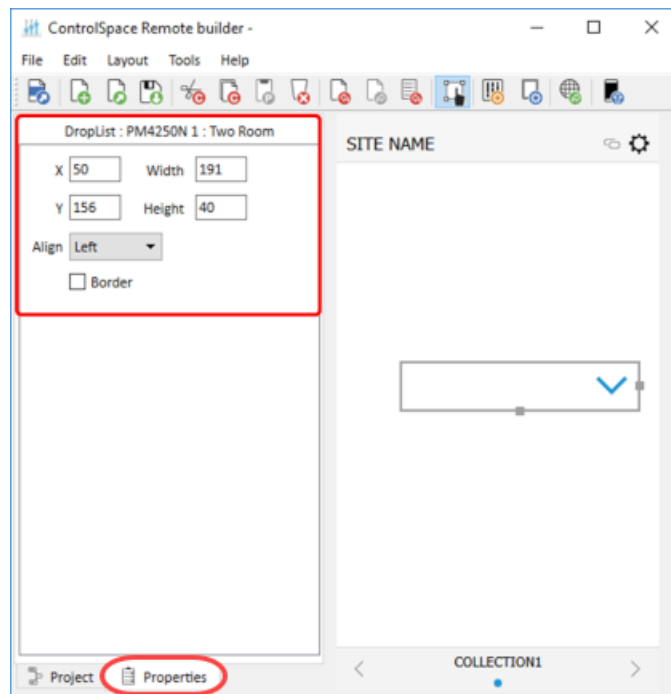 ControlSpace Remote builder -
File Edit Layout Tools Help
DropList : PM4250N 1 : Two Room
X 50 Width 191
Y 156 Height 40
Align Left
Border
SITE NAME
COLLECTION1
Project Properties